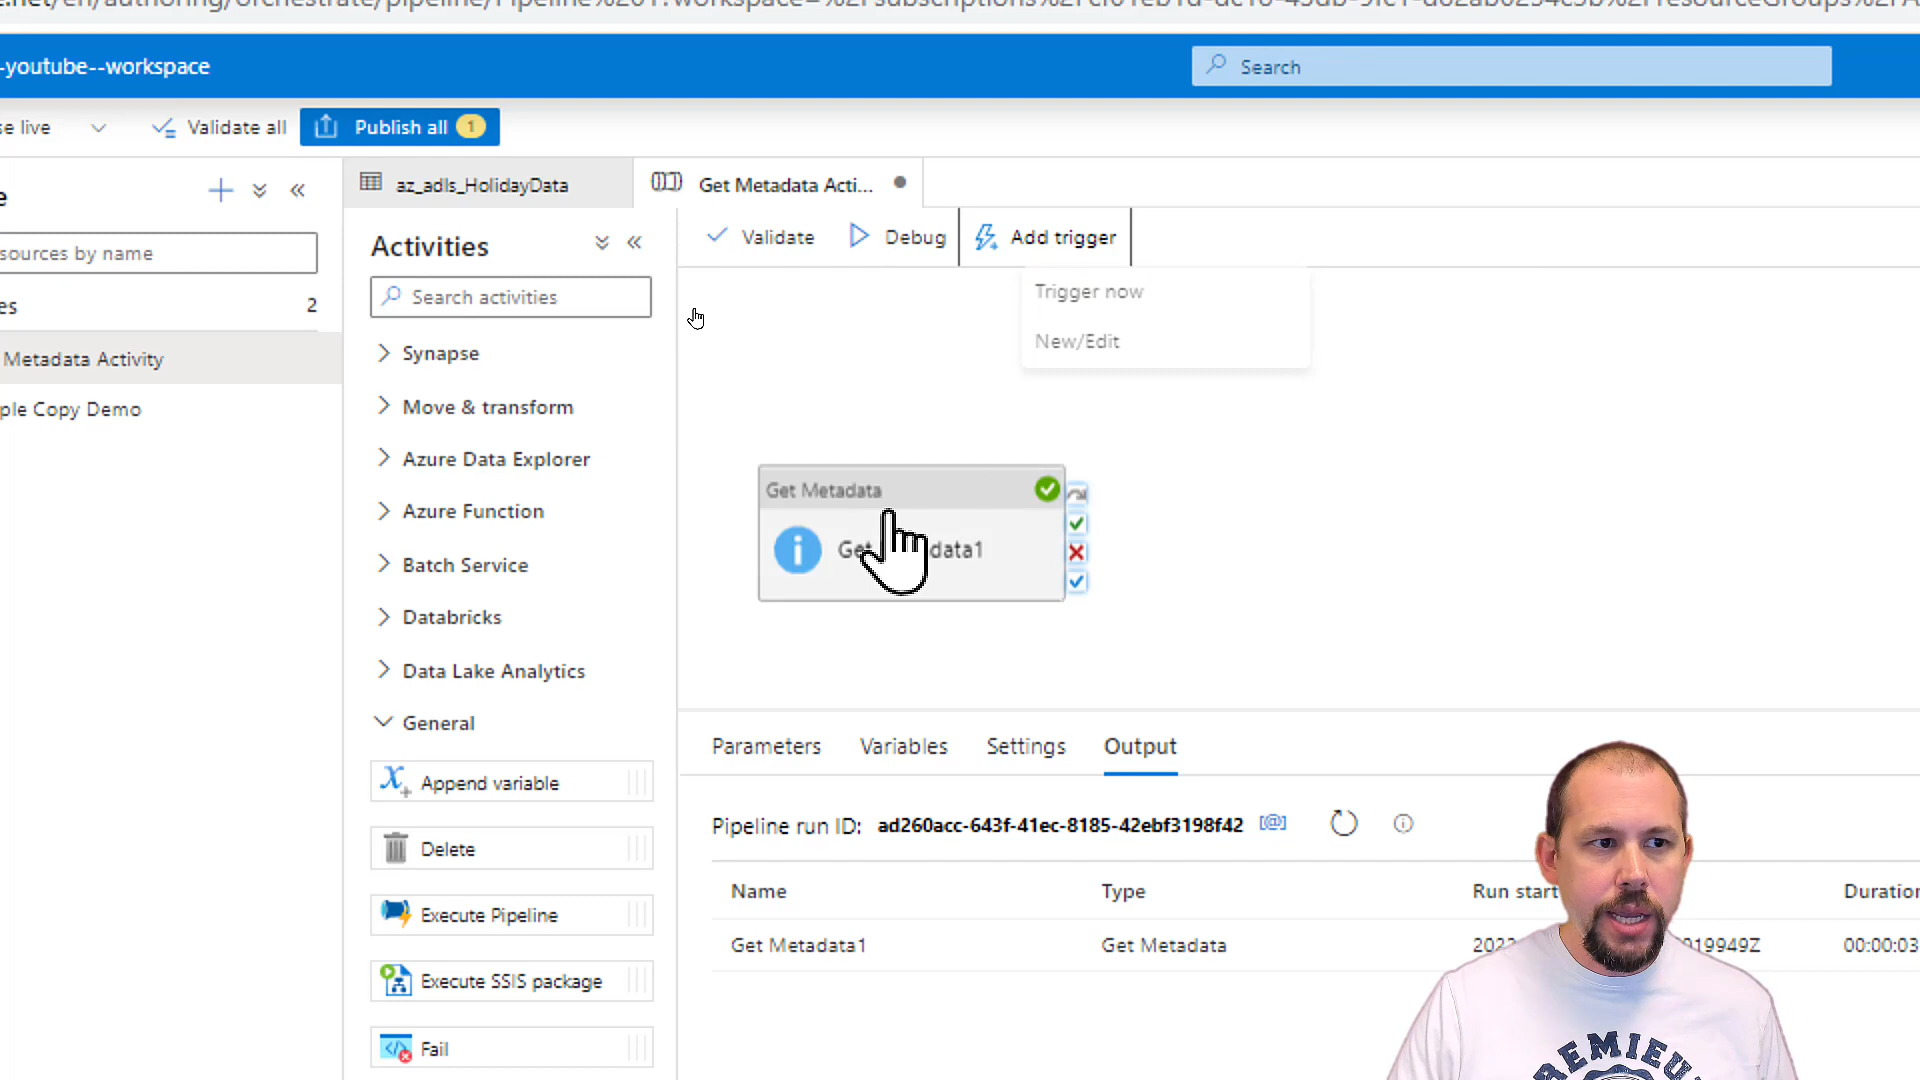 -youtube--workspace
Search
se live
Validate all
Publish all 1
az_adls_HolidayData
Get Metadata Acti...
Activities
Validate
Debug
Add trigger
sources by name
Search activities
Trigger now
es
2
New/Edit
Synapse
Metadata Activity
ple Copy Demo
Move & transform
Azure Data Explorer
Azure Function
Batch Service
Databricks
Data Lake Analytics
General
Get Metadata
Parameters
Variables
Settings
Output
Append variable
Pipeline run ID: ad260acc-643f-41ec-8185-42ebf3198f42
Delete
Name
Type
Run start
Duration
Execute Pipeline
Get Metadata1
Get Metadata
019949Z
00:00:03
Execute SSIS package
Fail